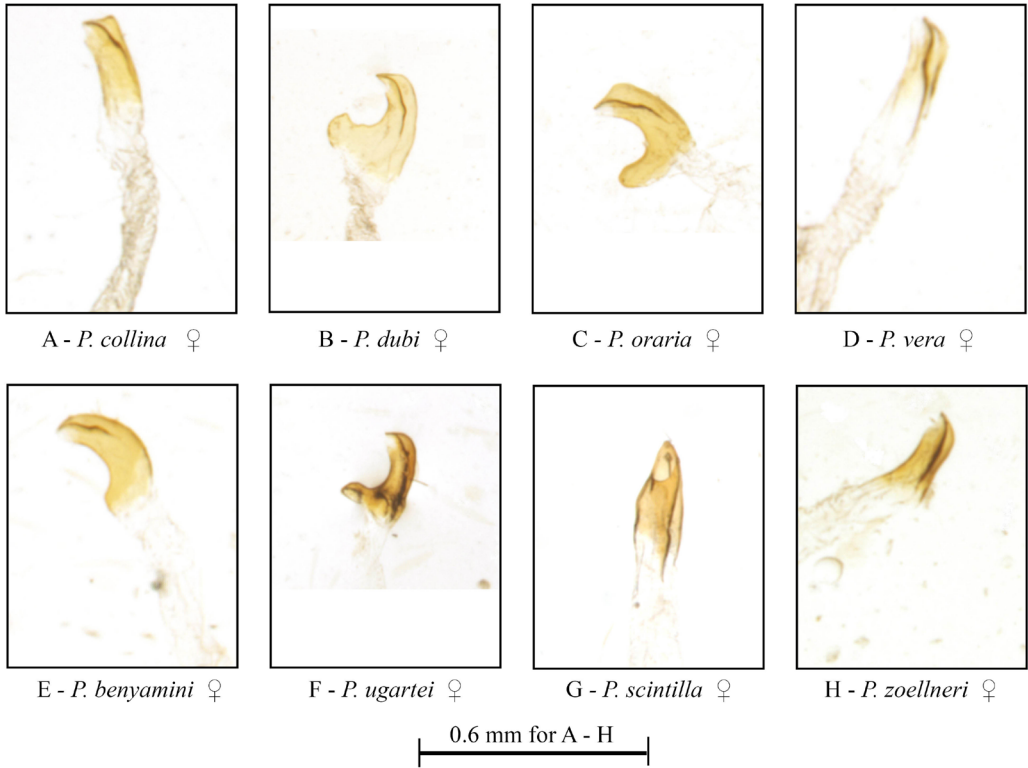 A - P. collina ♀
B - P. dubi ♀
C - P. oraria ♀
D - P. vera ♀
E - P. benyamini ♀
F - P. ugartei ♀
G - P. scintilla ♀
H - P. zoellneri ♀
0.6 mm for A - H